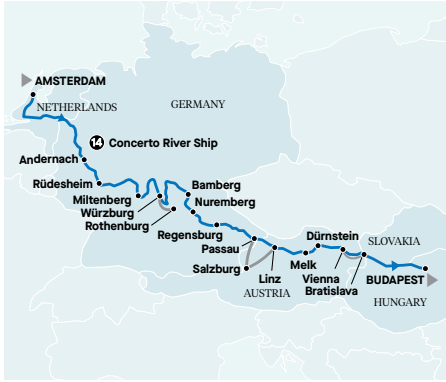 AMSTERDAM
NETHERLANDS
GERMANY
14 Concerto River Ship
Andernach
Rüdesheim
Miltenberg
Würzburg
Rothenburg
Bamberg
Nuremberg
Regensburg
Passau
Salzburg
Linz
AUSTRIA
Melk
Dürnstein
Vienna
Bratislava
SLOVAKIA
BUDAPEST
HUNGARY